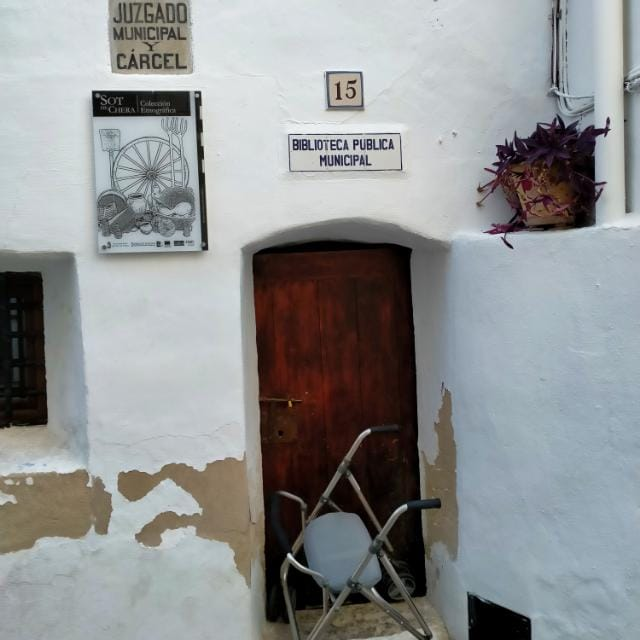 JUZGADO
MUNICIPAL
Y
CÁRCEL
SOT
DE CHERA
Colección
Etnográfica
15
BIBLIOTECA PUBLICA
MUNICIPAL